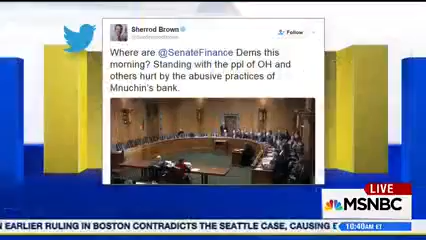 Sherrod Brown
Where are @SenateFinance Dems this
morning? Standing with the ppl of OH and
others hurt by the abusive practices of
Mnuchin's bank.
LIVE
MSNBC
N EARLIER RULING IN BOSTON CONTRADICTS THE SEATTLE CASE, CAUSING
10:40AM ET